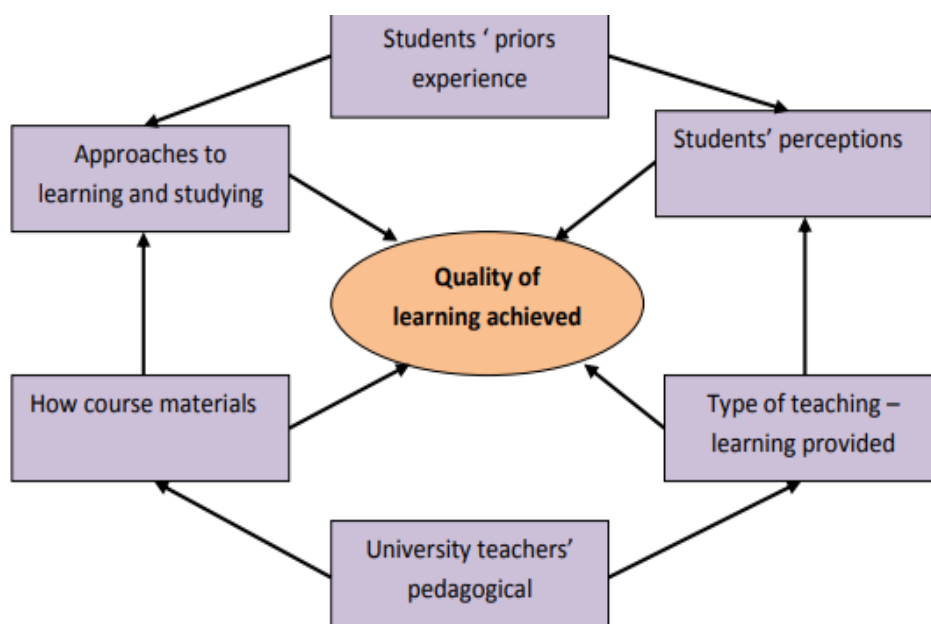 Students ‘ priors
experience
Approaches to
learning and studying
Students’ perceptions
Quality of
learning achieved
How course materials
Type of teaching –
learning provided
University teachers’
pedagogical